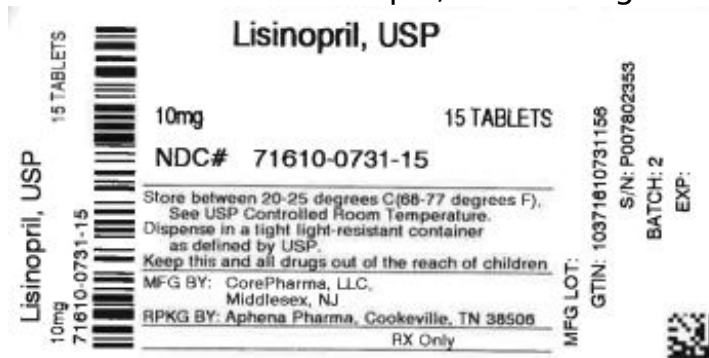 Lisinopril, USP
10mg 15 TABLETS
NDC# 71610-0731-15
Store between 20-25 degrees C(68-77 degrees F).
See USP Controlled Room Temperature.
Dispense in a tight light-resistant container
as defined by USP.
Keep this and all drugs out of the reach of children
MFG BY: CorePharma, LLC,
Middlesex, NJ
RPKG BY: Aphena Pharma, Cookeville, TN 38506
RX Only
Lisinopril, USP
15 TABLETS
10mg
71610-0731-15
MFG LOT:
GTIN: 10371610731156
S/N: P007802353
BATCH: 2
EXP: